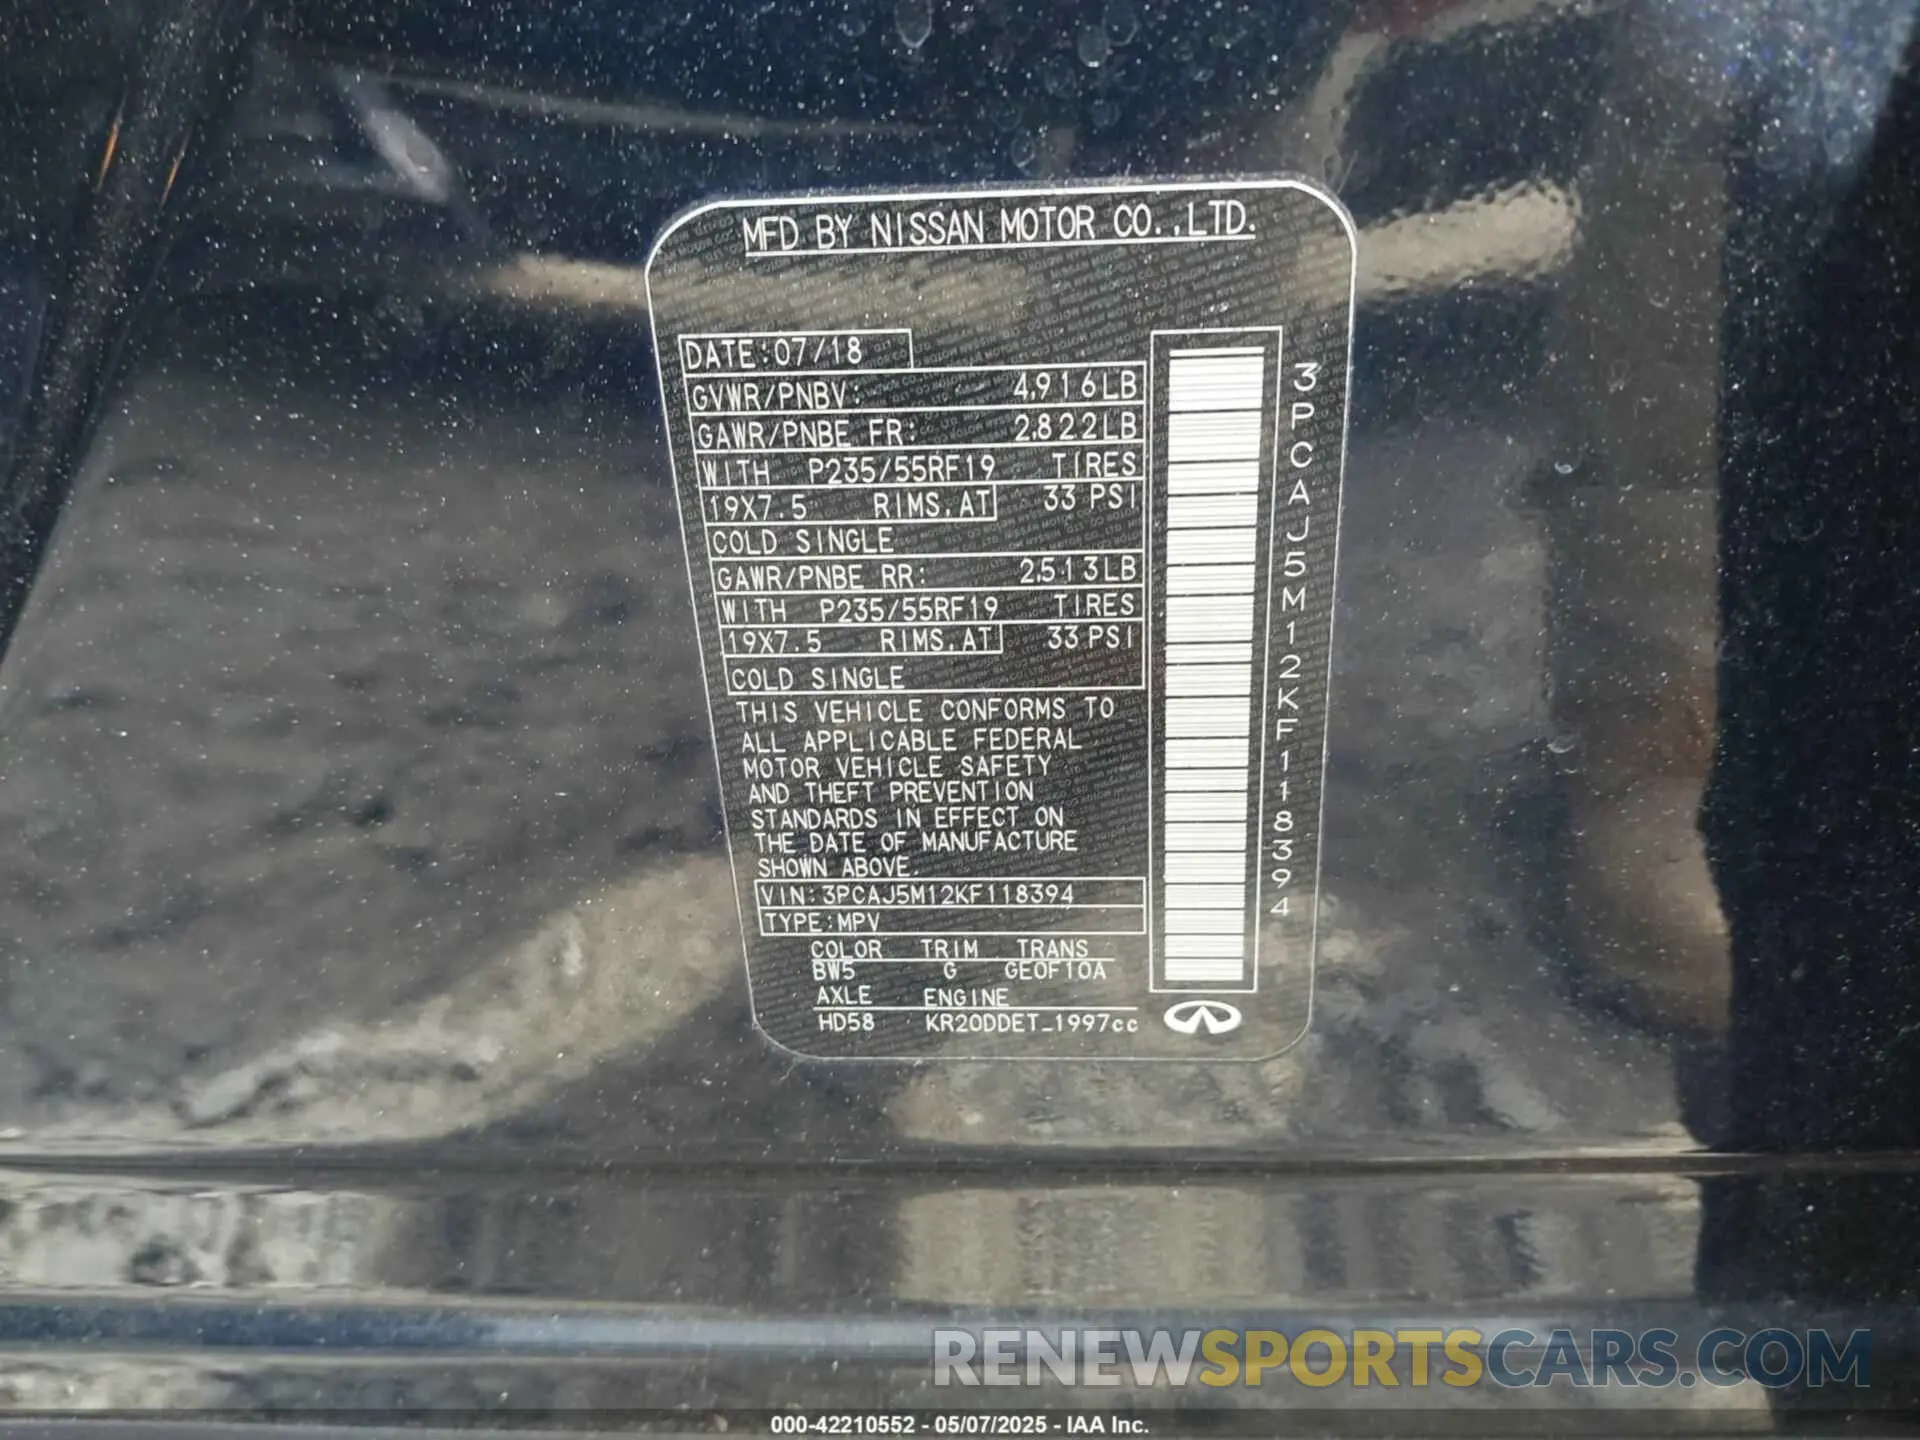 MFD BY NISSAN MOTOR CO.,LTD.
DATE:07/18
GVWR/PNBV: 4,916LB
GAWR/PNBE FR: 2,822LB
WITH P235/55RF19 TIRES
19X7.5 RIMS.AT 33 PSI
COLD SINGLE
GAWR/PNBE RR: 2,513LB
WITH P235/55RF19 TIRES
19X7.5 RIMS.AT 33 PSI
COLD SINGLE
THIS VEHICLE CONFORMS TO
ALL APPLICABLE FEDERAL
MOTOR VEHICLE SAFETY
AND THEFT PREVENTION
STANDARDS IN EFFECT ON
THE DATE OF MANUFACTURE
SHOWN ABOVE.
VIN:3PCAJ5M12KF118394
TYPE:MPV
COLOR TRIM TRANS
BW5 G GEOF10A
AXLE ENGINE
HD58 KR20DDET_1997cc
3PCAJ5M12KF118394
RENEWSPORTSCARS.COM
000-42210552 - 05/07/2025 - IAA Inc.